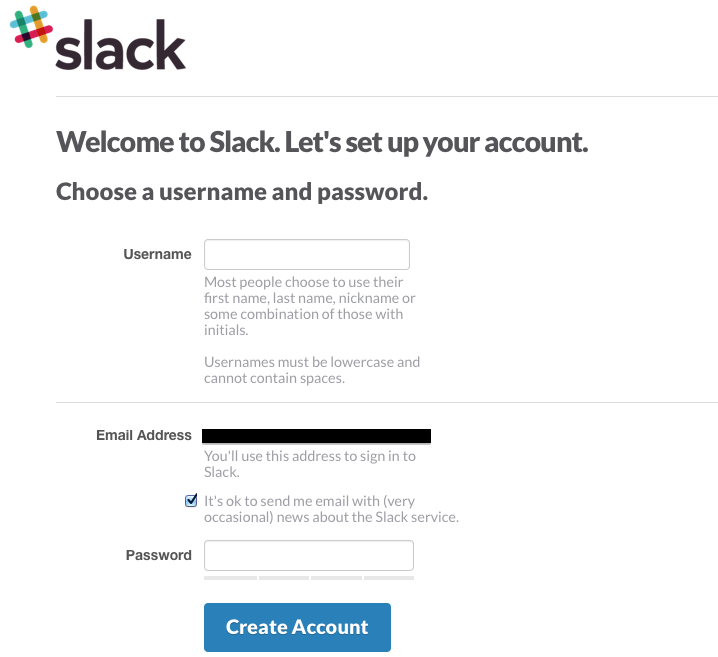 slack
Welcome to Slack. Let's set up your account.
Choose a username and password.
Username
Most people choose to use their
first name, last name, nickname or
some combination of those with
initials.
Usernames must be lowercase and
cannot contain spaces.
Email Address
You'll use this address to sign in to
Slack.
It's ok to send me email with (very
occasional) news about the Slack service.
Password
Create Account